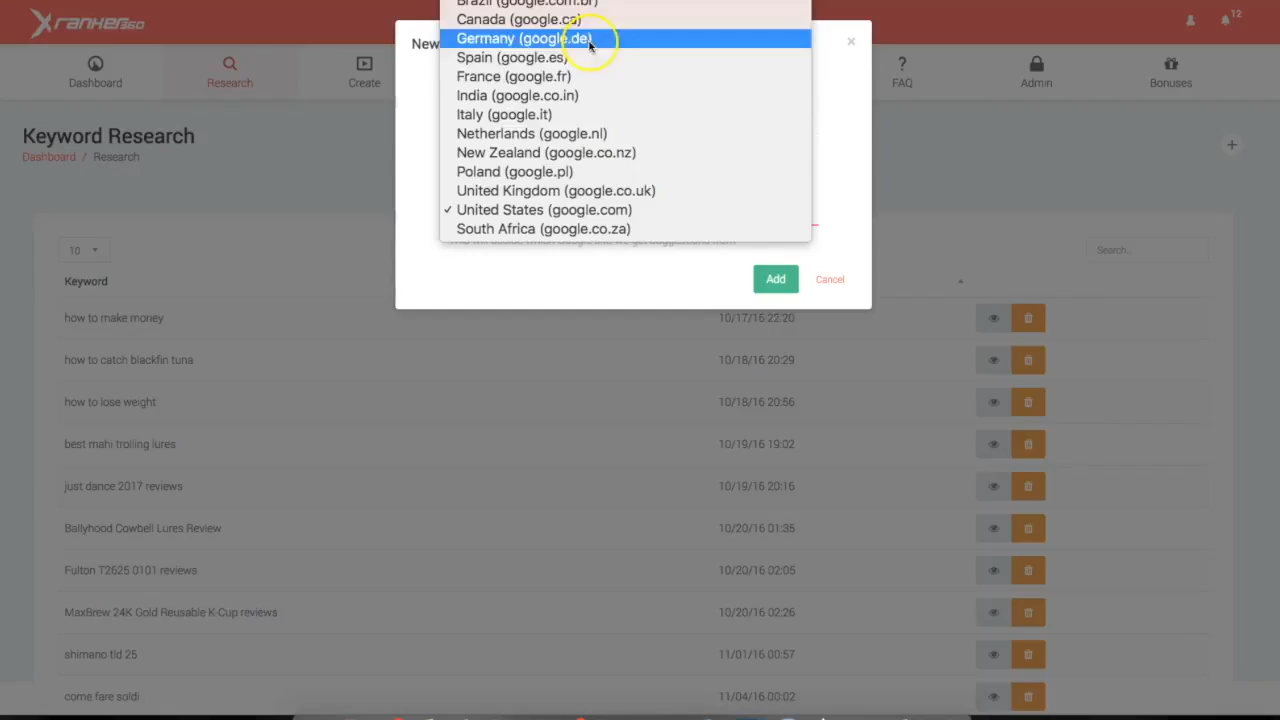 Xranker360
12
Brazil (google.com.br)
Canada (google.ca)
Germany (google.de)
Spain (google.es)
France (google.fr)
India (google.co.in)
Italy (google.it)
Netherlands (google.nl)
New Zealand (google.co.nz)
Poland (google.pl)
United Kingdom (google.co.uk)
✓ United States (google.com)
South Africa (google.co.za)
New
×
Dashboard
Research
Create
?
FAQ
Admin
Bonuses
Keyword Research
Dashboard / Research
+
10
Search..
Add
Cancel
Keyword
how to make money 10/17/16 22:20
how to catch blackfin tuna 10/18/16 20:29
how to lose weight 10/18/16 20:56
best mahi trolling lures 10/19/16 19:02
just dance 2017 reviews 10/19/16 20:16
Ballyhood Cowbell Lures Review 10/20/16 01:35
Fulton T2625 0101 reviews 10/20/16 02:05
MaxBrew 24K Gold Reusable K-Cup reviews 10/20/16 02:26
shimano tld 25 11/01/16 00:57
come fare soldi 11/04/16 00:02